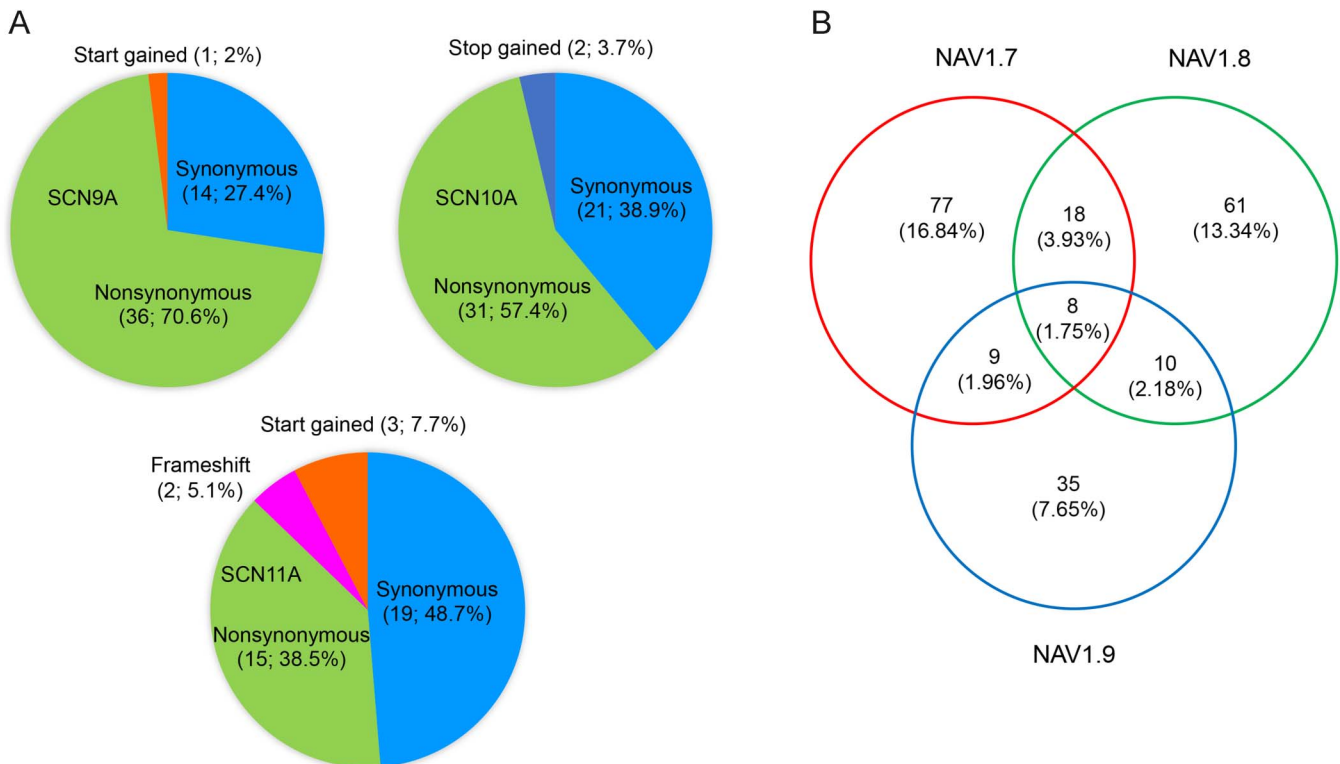 A
Start gained (1; 2%)
SCN9A
Synonymous
(14; 27.4%)
Nonsynonymous
(36; 70.6%)
Stop gained (2; 3.7%)
SCN10A
Synonymous
(21; 38.9%)
Nonsynonymous
(31; 57.4%)
Start gained (3; 7.7%)
Frameshift
(2; 5.1%)
SCN11A
Synonymous
(19; 48.7%)
Nonsynonymous
(15; 38.5%)
B
NAV1.7
NAV1.8
77
(16.84%)
18
(3.93%)
61
(13.34%)
8
(1.75%)
9
(1.96%)
10
(2.18%)
35
(7.65%)
NAV1.9